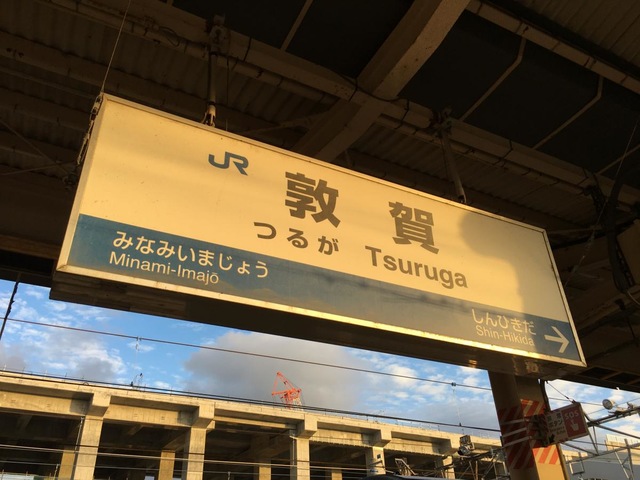 JR
敦賀
つるが Tsuruga
みなみいまじょう
Minami-Imajō
しんひきだ
Shin-Hikida